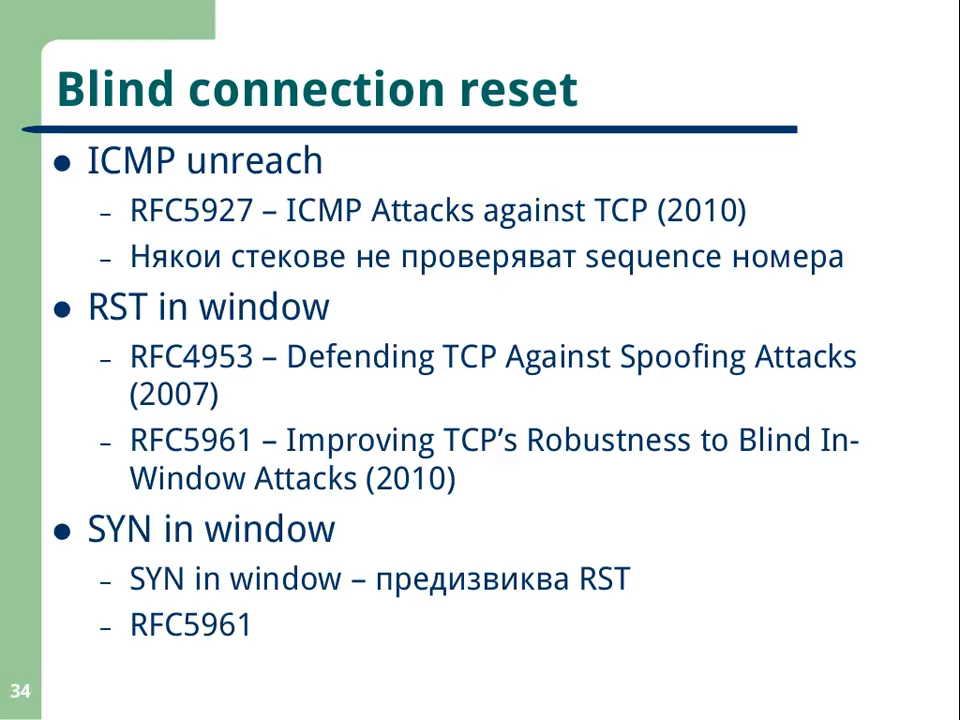 Blind connection reset
● ICMP unreach
– RFC5927 – ICMP Attacks against TCP (2010)
– Някои стекове не проверяват sequence номера
● RST in window
– RFC4953 – Defending TCP Against Spoofing Attacks
(2007)
– RFC5961 – Improving TCP’s Robustness to Blind In-
Window Attacks (2010)
● SYN in window
– SYN in window – предизвиква RST
– RFC5961
34